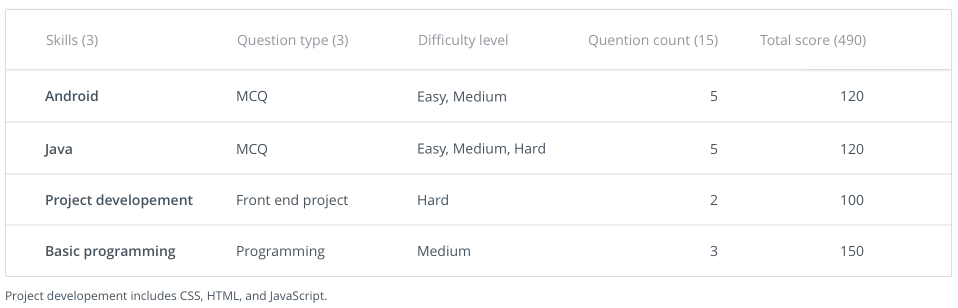 Skills (3) Question type (3) Difficulty level Quention count (15) Total score (490)
Android MCQ Easy, Medium 5 120
Java MCQ Easy, Medium, Hard 5 120
Project developement Front end project Hard 2 100
Basic programming Programming Medium 3 150
Project developement includes CSS, HTML, and JavaScript.